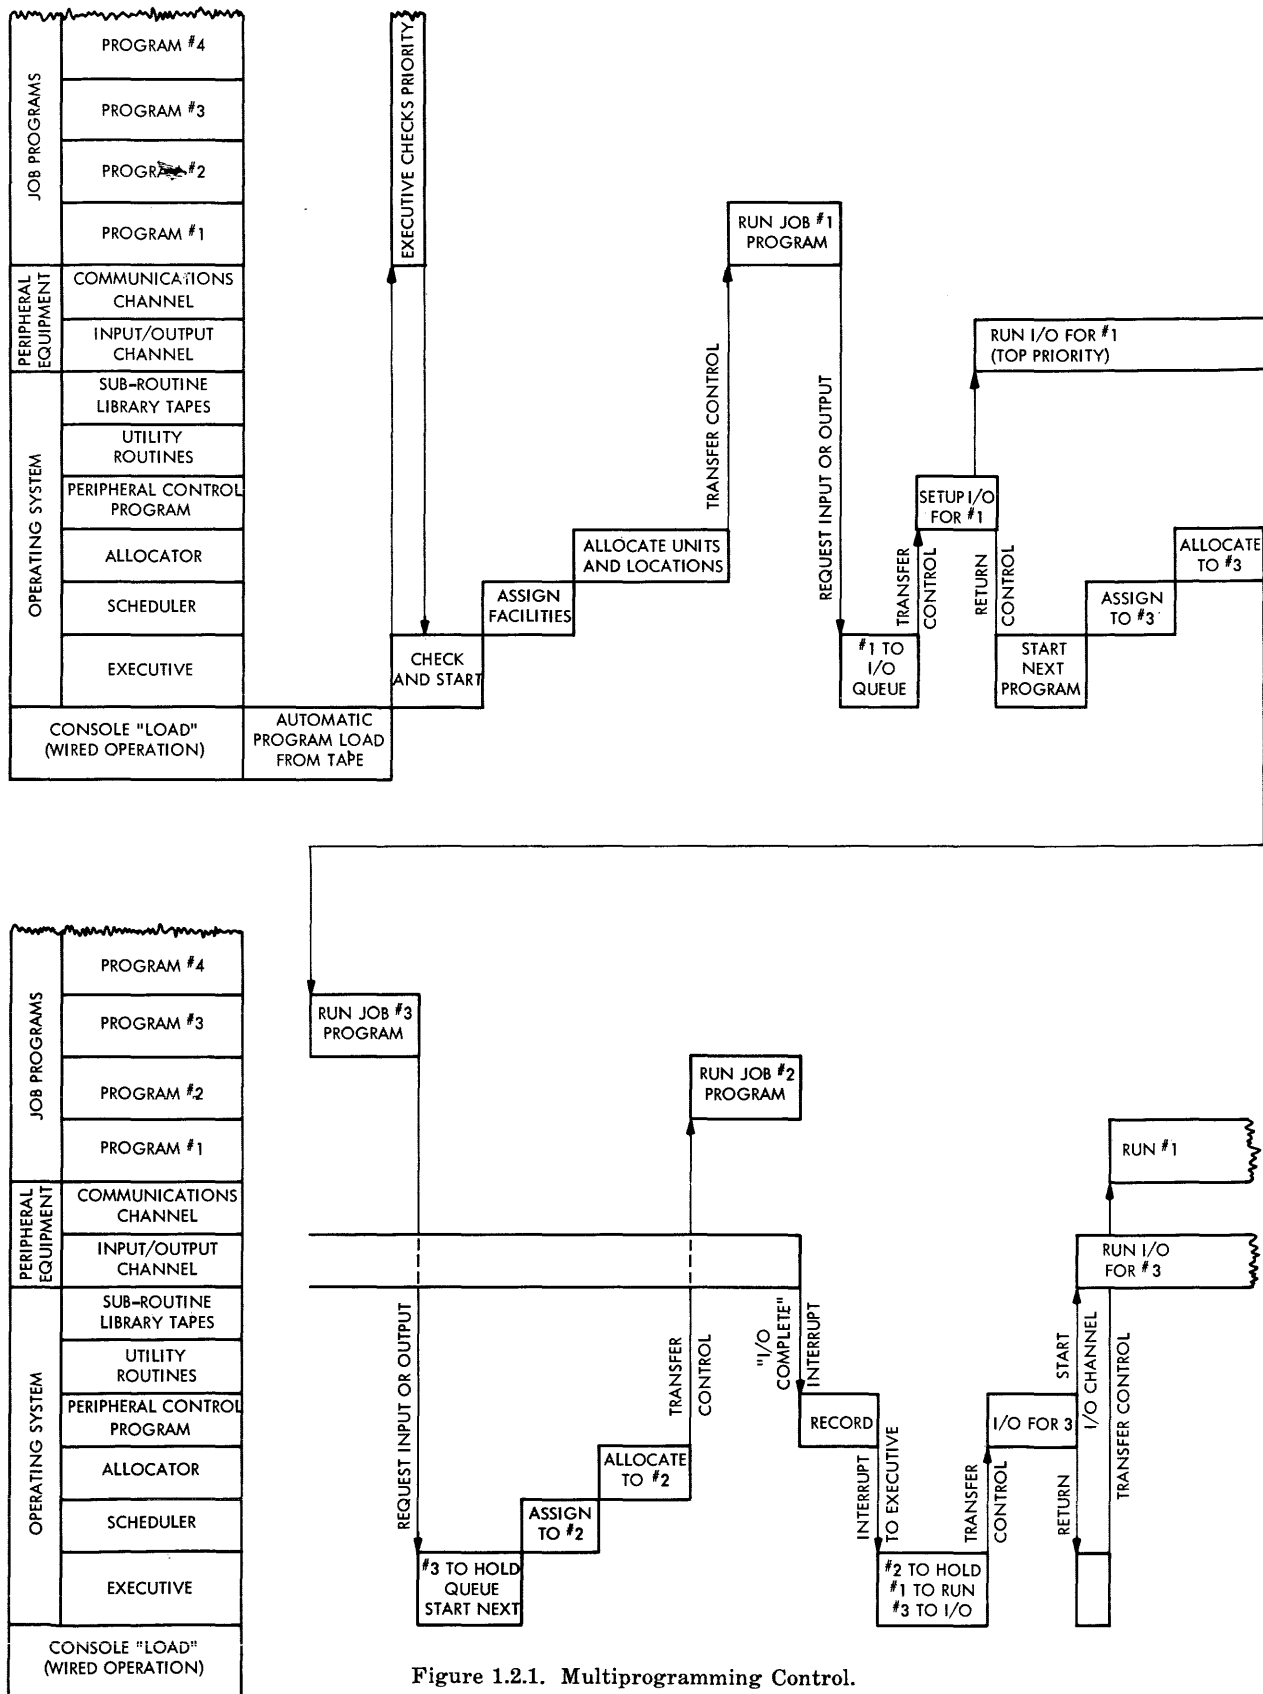 JOB PROGRAMS
PROGRAM #4
PROGRAM #3
PROGRAM #2
PROGRAM #1
PERIPHERAL
EQUIPMENT
COMMUNICATIONS
CHANNEL
INPUT/OUTPUT
CHANNEL
OPERATING SYSTEM
SUB-ROUTINE
LIBRARY TAPES
UTILITY
ROUTINES
PERIPHERAL CONTROL
PROGRAM
ALLOCATOR
SCHEDULER
EXECUTIVE
CONSOLE "LOAD"
(WIRED OPERATION)
AUTOMATIC
PROGRAM LOAD
FROM TAPE
EXECUTIVE CHECKS PRIORITY
CHECK
AND START
ASSIGN
FACILITIES
ALLOCATE UNITS
AND LOCATIONS
TRANSFER CONTROL
RUN JOB #1
PROGRAM
REQUEST INPUT OR OUTPUT
#1 TO
I/O
QUEUE
TRANSFER
CONTROL
SETUP I/O
FOR #1
RUN I/O FOR #1
(TOP PRIORITY)
RETURN
CONTROL
START
NEXT
PROGRAM
ASSIGN
TO #3
ALLOCATE
TO #3
JOB PROGRAMS
PROGRAM #4
PROGRAM #3
PROGRAM #2
PROGRAM #1
PERIPHERAL
EQUIPMENT
COMMUNICATIONS
CHANNEL
INPUT/OUTPUT
CHANNEL
OPERATING SYSTEM
SUB-ROUTINE
LIBRARY TAPES
UTILITY
ROUTINES
PERIPHERAL CONTROL
PROGRAM
ALLOCATOR
SCHEDULER
EXECUTIVE
CONSOLE "LOAD"
(WIRED OPERATION)
RUN JOB #3
PROGRAM
REQUEST INPUT OR OUTPUT
#3 TO HOLD
QUEUE
START NEXT
ASSIGN
TO #2
ALLOCATE
TO #2
TRANSFER
CONTROL
RUN JOB #2
PROGRAM
"I/O
COMPLETE"
INTERRUPT
RECORD
INTERRUPT
TO EXECUTIVE
#2 TO HOLD
#1 TO RUN
#3 TO I/O
TRANSFER
CONTROL
I/O FOR 3
START
I/O CHANNEL
RETURN
TRANSFER CONTROL
RUN I/O
FOR #3
RUN #1
Figure 1.2.1. Multiprogramming Control.